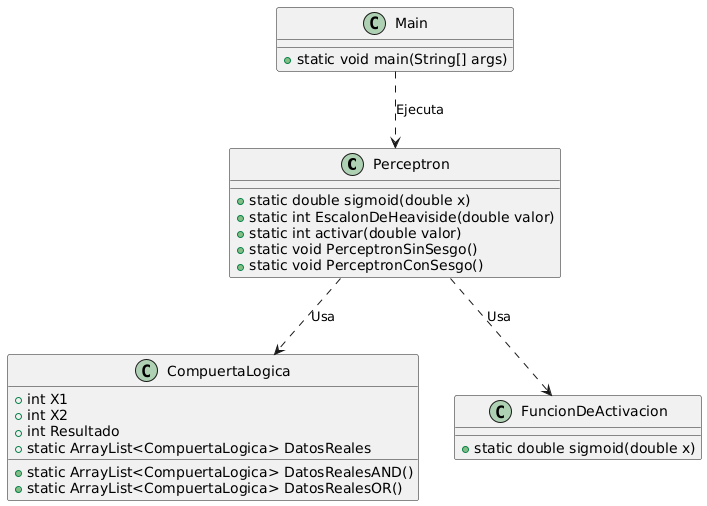 C Main
static void main(String[] args)
Ejecuta
C Perceptron
static double sigmoid(double x)
static int EscalonDeHeaviside(double valor)
static int activar(double valor)
static void PerceptronSinSesgo()
static void PerceptronConSesgo()
Usa
Usa
C CompuertaLogica
int X1
int X2
int Resultado
static ArrayList<CompuertaLogica> DatosReales
static ArrayList<CompuertaLogica> DatosRealesAND()
static ArrayList<CompuertaLogica> DatosRealesOR()
C FuncionDeActivacion
static double sigmoid(double x)